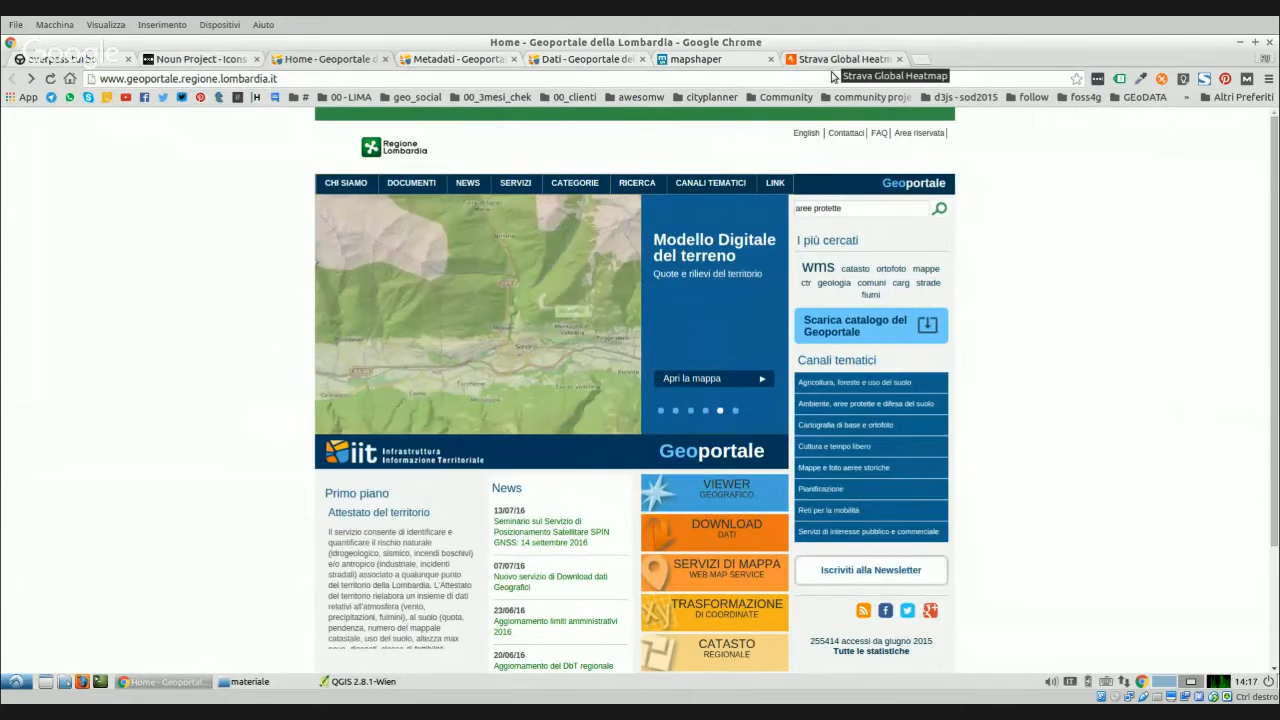 File Macchina Visualizza Inserimento Dispositivi Aiuto
Home - Geoportale della Lombardia - Google Chrome
Google
Noun Project - Icons
Home - Geoportale d
Metadati - Geoporta
Dati - Geoportale de
mapshaper
Strava Global Heatm
www.geoportale.regione.lombardia.it
Strava Global Heatmap
App
#
00-LIMA
geo_social
00_3mesi_chek
00_clienti
awesomw
cityplanner
Community
community proje
d3js-sod2015
follow
foss4g
GEoDATA
»
Altri Preferiti
English | Contattaci | FAQ | Area riservata |
Regione
Lombardia
CHI SIAMO DOCUMENTI NEWS SERVIZI CATEGORIE RICERCA CANALI TEMATICI LINK
Geoportale
aree protette
Modello Digitale
del terreno
Quote e rilievi del territorio
Apri la mappa
I più cercati
wms catasto ortofoto mappe
ctr geologia comuni carg strade
fiumi
Scarica catalogo del
Geoportale
Canali tematici
Agricoltura, foreste e uso del suolo
Ambiente, aree protette e difesa del suolo
Cartografia di base e ortofoto
Cultura e tempo libero
Mappe e foto aeree storiche
Pianificazione
Reti per la mobilità
Servizi di interesse pubblico e commerciale
Iscriviti alla Newsletter
255414 accessi da giugno 2015
Tutte le statistiche
iit Infrastruttura
Informazione Territoriale
Geoportale
Primo piano
Attestato del territorio
Il servizio consente di identificare e
quantificare il rischio naturale
(idrogeologico, sismico, incendi boschivi)
e/o antropico (industriale, incidenti
stradali) associato a qualunque punto
del territorio della Lombardia. L'Attestato
del territorio rielabora un insieme di dati
relativi all'atmosfera (vento,
precipitazioni, fulmini), al suolo (quota,
pendenza, numero del mappale
catastale, uso del suolo, altezza max
News
13/07/16
Seminario sul Servizio di
Posizionamento Satellitare SPIN
GNSS: 14 settembre 2016
07/07/16
Nuovo servizio di Download dati
Geografici
23/06/16
Aggiornamento limiti amministrativi
2016
20/06/16
Aggiornamento del DbT regionale
VIEWER
GEOGRAFICO
DOWNLOAD
DATI
SERVIZI DI MAPPA
WEB MAP SERVICE
TRASFORMAZIONE
DI COORDINATE
CATASTO
REGIONALE
Home - Geoportal...
materiale
QGIS 2.8.1-Wien
IT
14:17
Ctrl destro